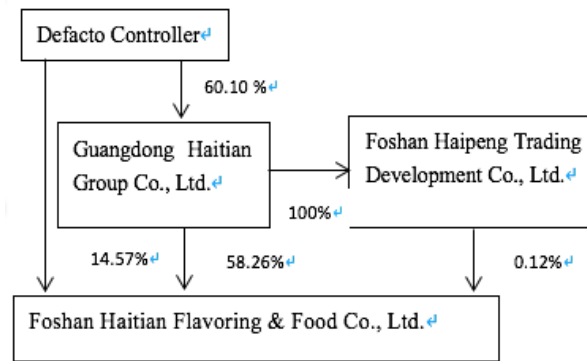 Defacto Controller
60.10 %
Guangdong Haitian
Group Co., Ltd.
Foshan Haipeng Trading
Development Co., Ltd.
100%
14.57%
58.26%
0.12%
Foshan Haitian Flavoring & Food Co., Ltd.